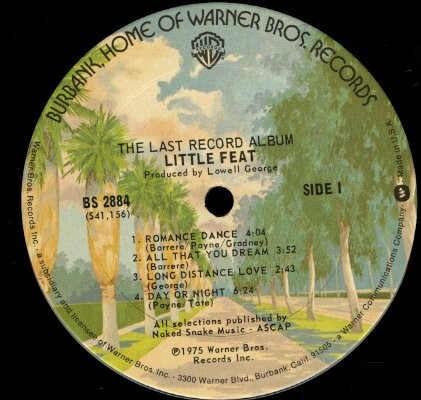 BURBANK, HOME OF WARNER BROS. RECORDS
THE LAST RECORD ALBUM
LITTLE FEAT
Produced by Lowell George
BS 2884
(541,156)
SIDE 1
1. ROMANCE DANCE 4:04
(Barrere/Payne/Gradney)
2. ALL THAT YOU DREAM 3:52
(Barrere)
3. LONG DISTANCE LOVE 2:43
(George)
4. DAY OR NIGHT 6:24
(Payne/Tate)
All selections published by
Naked Snake Music - ASCAP
℗1975 Warner Bros.
Records Inc.
Warner Bros. Records Inc. · a subsidiary and licensee of Warner Bros. Inc. · 3300 Warner Blvd., Burbank, Calif. 91505 · a Warner Communications Company · Made in U.S.A.